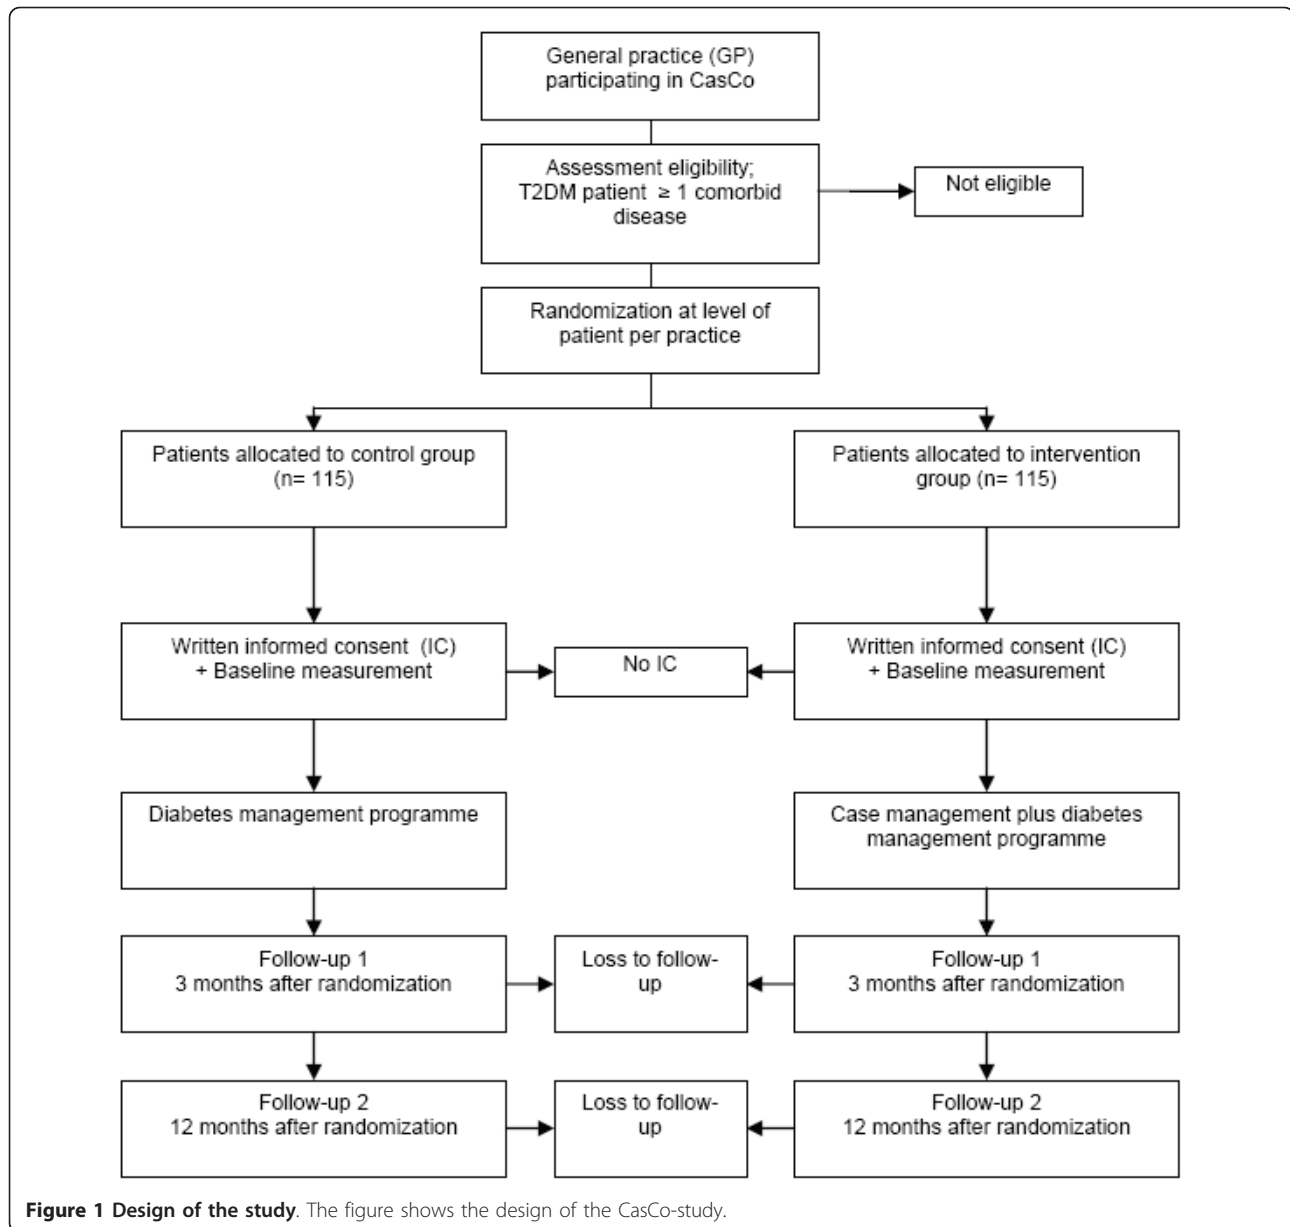 General practice (GP)
participating in CasCo
Assessment eligibility;
T2DM patient ≥ 1 comorbid
disease
Not eligible
Randomization at level of
patient per practice
Patients allocated to control group
(n= 115)
Patients allocated to intervention
group (n= 115)
Written informed consent (IC)
+ Baseline measurement
No IC
Written informed consent (IC)
+ Baseline measurement
Diabetes management programme
Case management plus diabetes
management programme
Follow-up 1
3 months after randomization
Loss to follow-
up
Follow-up 1
3 months after randomization
Follow-up 2
12 months after randomization
Loss to follow-
up
Follow-up 2
12 months after randomization
Figure 1 Design of the study. The figure shows the design of the CasCo-study.